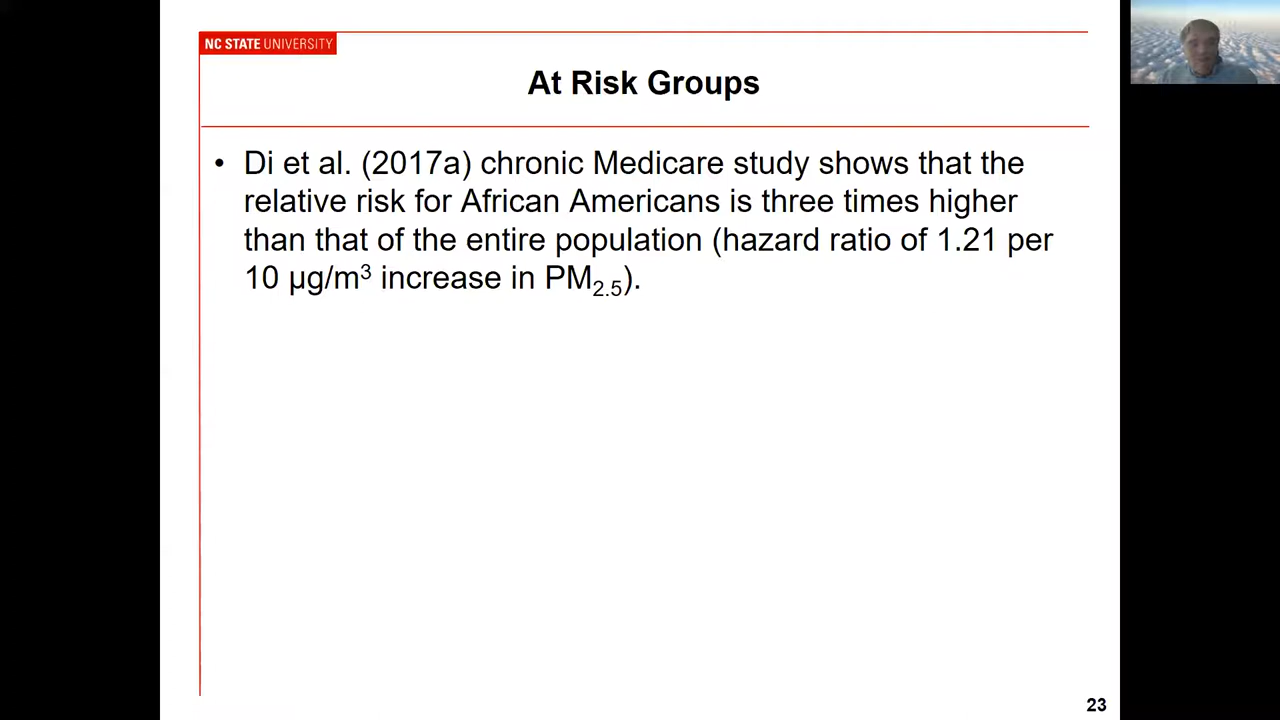 NC STATE UNIVERSITY
At Risk Groups
• Di et al. (2017a) chronic Medicare study shows that the
relative risk for African Americans is three times higher
than that of the entire population (hazard ratio of 1.21 per
10 µg/m³ increase in PM₂.₅).
23